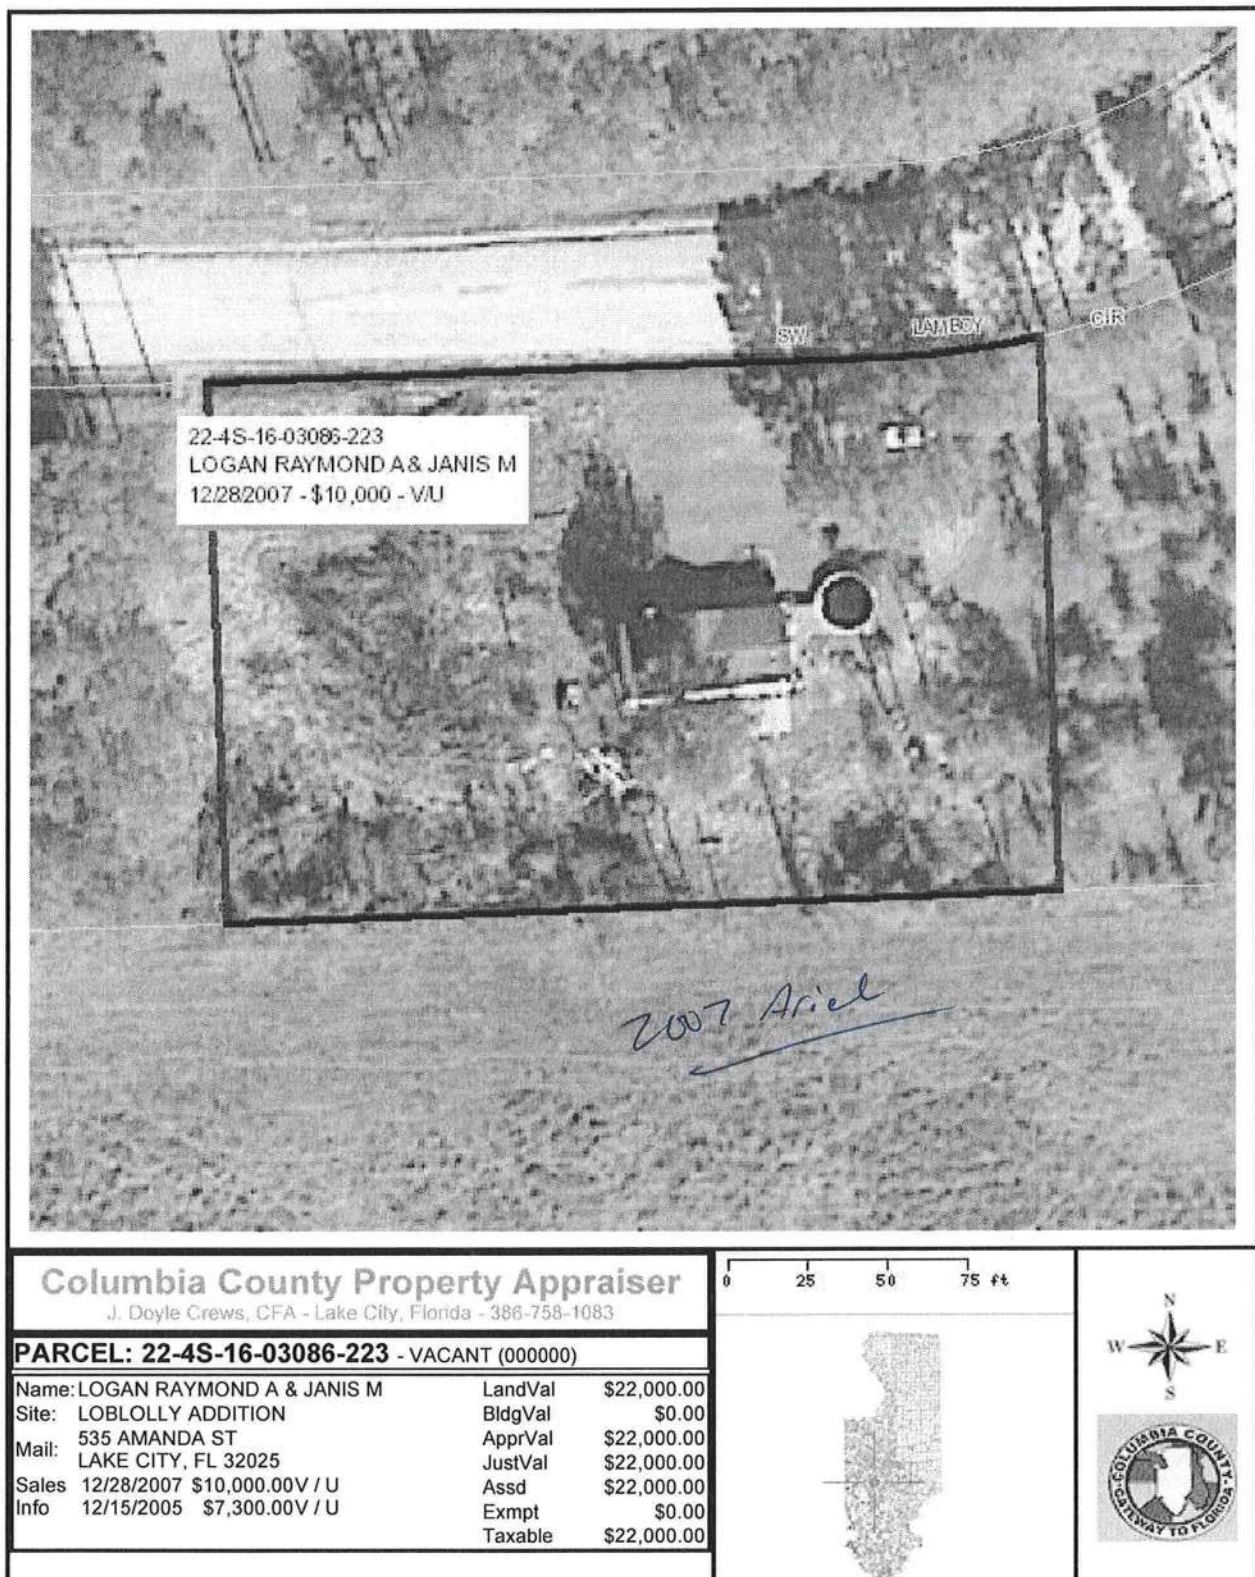 SW LAMBOY CIR
22-4S-16-03086-223
LOGAN RAYMOND A & JANIS M
12/28/2007 - $10,000 - V/U
2007 Ariel
Columbia County Property Appraiser
J. Doyle Crews, CFA - Lake City, Florida - 386-758-1083
PARCEL: 22-4S-16-03086-223 - VACANT (000000)
Name: LOGAN RAYMOND A & JANIS M LandVal $22,000.00
Site: LOBLOLLY ADDITION BldgVal $0.00
Mail: 535 AMANDA ST ApprVal $22,000.00
LAKE CITY, FL 32025 JustVal $22,000.00
Sales 12/28/2007 $10,000.00V / U Assd $22,000.00
Info 12/15/2005 $7,300.00V / U Exmpt $0.00
Taxable $22,000.00
0 25 50 75 ft
N
W E
S
COLUMBIA COUNTY
GATEWAY TO FLORIDA